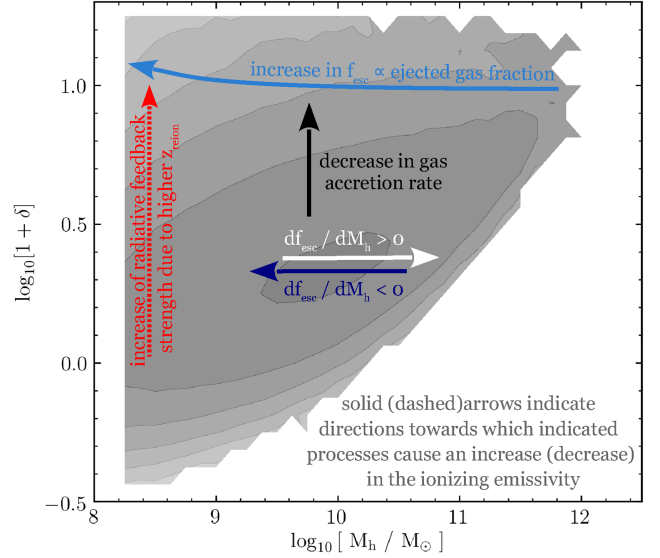 increase in f_esc ∝ ejected gas fraction
increase of radiative feedback
strength due to higher z_reion
decrease in gas
accretion rate
df_esc / dM_h > 0
df_esc / dM_h < 0
solid (dashed)arrows indicate
directions towards which indicated
processes cause an increase (decrease)
in the ionizing emissivity
log₁₀[1 + δ]
1.0
0.5
0.0
−0.5
8
9
10
11
12
log₁₀[ M_h / M_⊙ ]